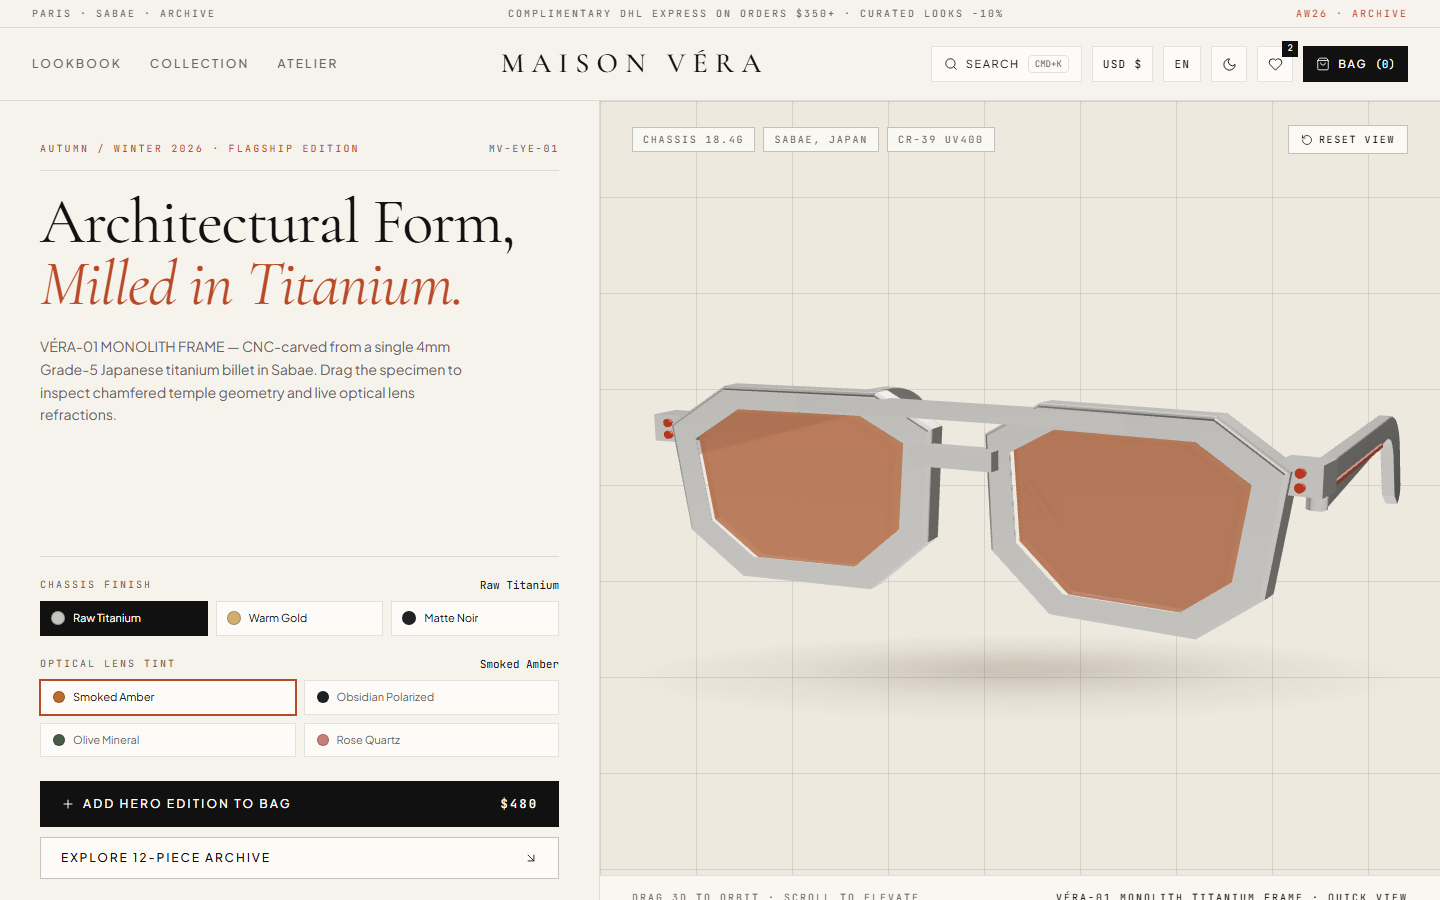 PARIS · SABAE · ARCHIVE
COMPLIMENTARY DHL EXPRESS ON ORDERS $350+ · CURATED LOOKS -10%
AW26 · ARCHIVE
LOOKBOOK
COLLECTION
ATELIER
MAISON VÉRA
SEARCH CMD+K
USD $
EN
2
BAG (0)
AUTUMN / WINTER 2026 · FLAGSHIP EDITION
MV-EYE-01
Architectural Form,
Milled in Titanium.
VÉRA-01 MONOLITH FRAME — CNC-carved from a single 4mm
Grade-5 Japanese titanium billet in Sabae. Drag the specimen to
inspect chamfered temple geometry and live optical lens
refractions.
CHASSIS FINISH
Raw Titanium
Raw Titanium
Warm Gold
Matte Noir
OPTICAL LENS TINT
Smoked Amber
Smoked Amber
Obsidian Polarized
Olive Mineral
Rose Quartz
ADD HERO EDITION TO BAG
$480
EXPLORE 12-PIECE ARCHIVE
CHASSIS 18.4G
SABAE, JAPAN
CR-39 UV400
RESET VIEW
DRAG 3D TO ORBIT · SCROLL TO ELEVATE
VÉRA-01 MONOLITH TITANIUM FRAME · QUICK VIEW